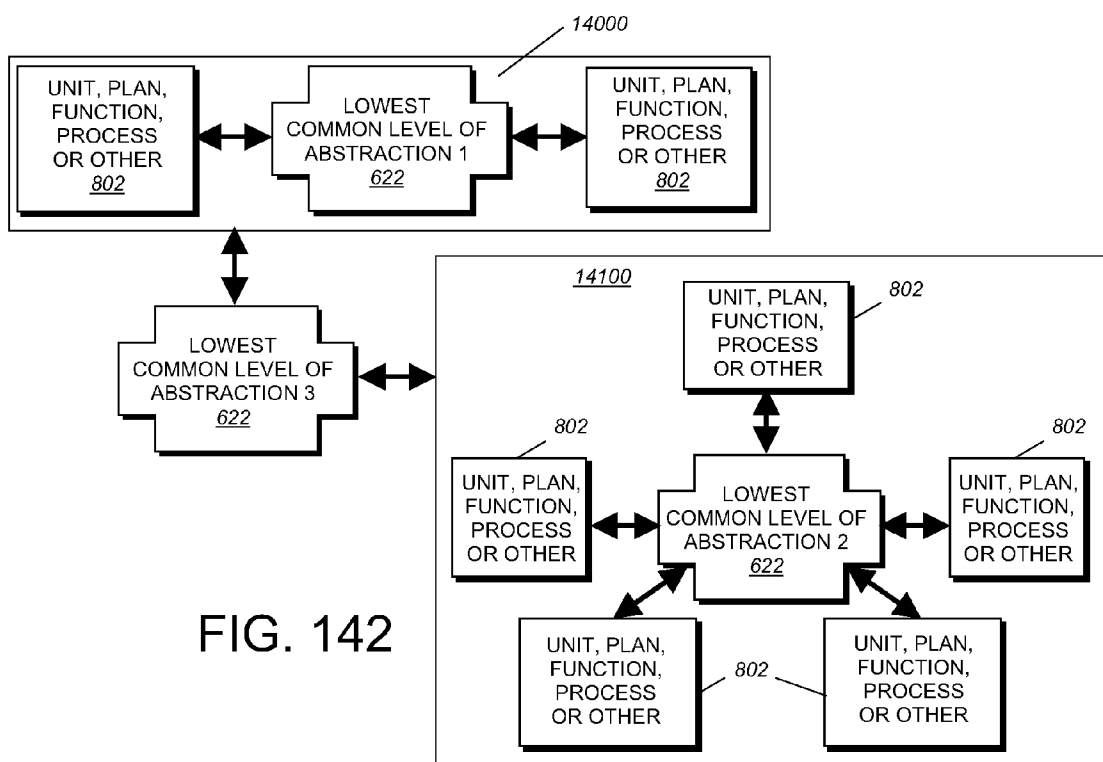 14000
UNIT, PLAN,
FUNCTION,
PROCESS
OR OTHER
802
LOWEST
COMMON LEVEL OF
ABSTRACTION 1
622
UNIT, PLAN,
FUNCTION,
PROCESS
OR OTHER
802
LOWEST
COMMON LEVEL OF
ABSTRACTION 3
622
14100
UNIT, PLAN,
FUNCTION,
PROCESS
OR OTHER
802
802
UNIT, PLAN,
FUNCTION,
PROCESS
OR OTHER
LOWEST
COMMON LEVEL OF
ABSTRACTION 2
622
802
UNIT, PLAN,
FUNCTION,
PROCESS
OR OTHER
UNIT, PLAN,
FUNCTION,
PROCESS
OR OTHER
802
UNIT, PLAN,
FUNCTION,
PROCESS
OR OTHER
FIG. 142